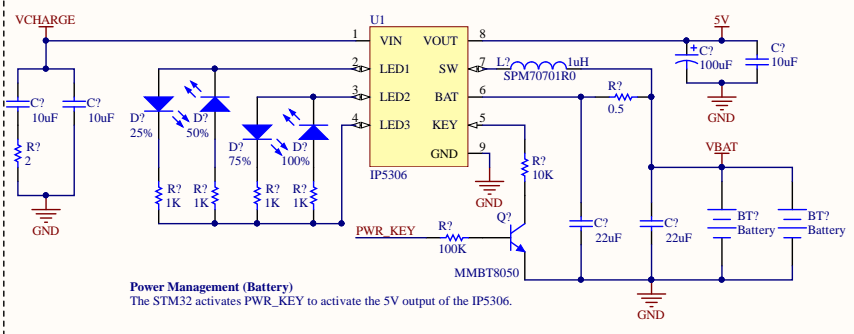 VCHARGE
U1
5V
1
VIN
VOUT
8
2
LED1
SW
7
L?
1uH
SPM70701R0
C?
100uF
C?
10uF
3
LED2
BAT
6
R?
0.5
C?
10uF
C?
10uF
D?
25%
D?
50%
4
LED3
KEY
5
GND
D?
75%
D?
100%
R?
2
GND
9
VBAT
IP5306
R?
10K
R?
1K
R?
1K
R?
1K
R?
1K
GND
GND
PWR_KEY
R?
100K
Q?
MMBT8050
C?
22uF
C?
22uF
BT?
Battery
BT?
Battery
GND
Power Management (Battery)
The STM32 activates PWR_KEY to activate the 5V output of the IP5306.